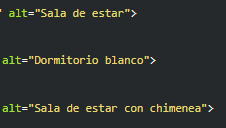 " alt="Sala de estar">
alt="Dormitorio blanco">
alt="Sala de estar con chimenea">